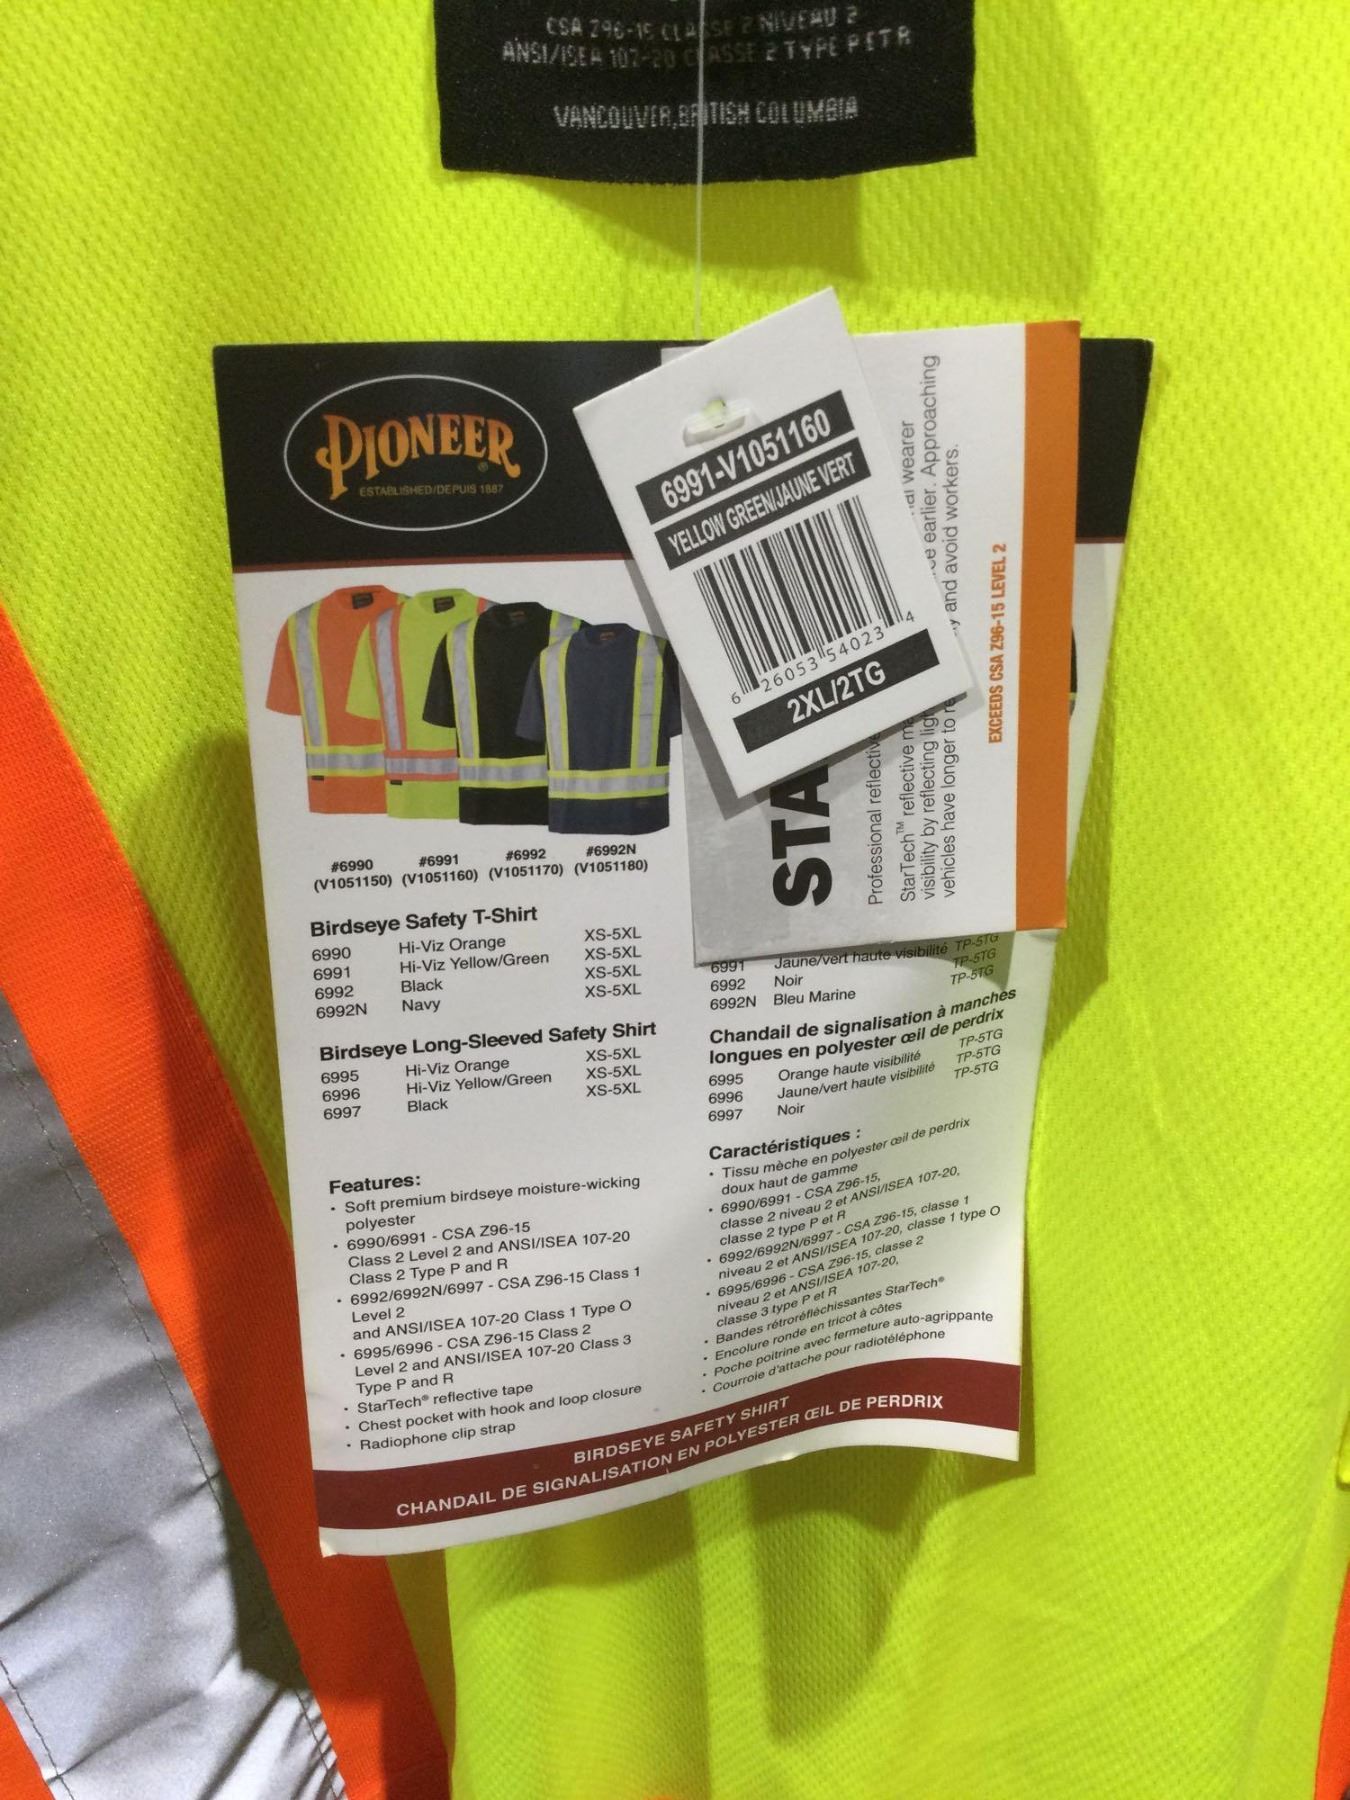 CSA Z96-15 CLASSE 2 NIVEAU 2
ANSI/ISEA 107-20 CLASSE 2 TYPE P ET R
VANCOUVER, BRITISH COLUMBIA
PIONEER®
ESTABLISHED/DEPUIS 1887
6991-V1051160
YELLOW GREEN/JAUNE VERT
6 26053 54023 4
2XL/2TG
STA
Professional reflective
wearer
StarTech™ reflective
earlier. Approaching
visibility by reflecting
vehicles have longer to
and avoid workers.
EXCEEDS CSA Z96-15 LEVEL 2
#6990 #6991 #6992 #6992N
(V1051150) (V1051160) (V1051170) (V1051180)
Birdseye Safety T-Shirt
6990 Hi-Viz Orange XS-5XL
6991 Hi-Viz Yellow/Green XS-5XL
6992 Black XS-5XL
6992N Navy XS-5XL
Birdseye Long-Sleeved Safety Shirt
6995 Hi-Viz Orange XS-5XL
6996 Hi-Viz Yellow/Green XS-5XL
6997 Black XS-5XL
Features:
• Soft premium birdseye moisture-wicking
polyester
• 6990/6991 - CSA Z96-15
Class 2 Level 2 and ANSI/ISEA 107-20
Class 2 Type P and R
• 6992/6992N/6997 - CSA Z96-15 Class 1
Level 2
and ANSI/ISEA 107-20 Class 1 Type O
• 6995/6996 - CSA Z96-15 Class 2
Level 2 and ANSI/ISEA 107-20 Class 3
Type P and R
• StarTech® reflective tape
• Chest pocket with hook and loop closure
• Radiophone clip strap
6991 Jaune/vert haute visibilité TP-5TG
6992 Noir TP-5TG
6992N Bleu Marine TP-5TG
Chandail de signalisation à manches
longues en polyester œil de perdrix
6995 Orange haute visibilité TP-5TG
6996 Jaune/vert haute visibilité TP-5TG
6997 Noir TP-5TG
Caractéristiques :
• Tissu mèche en polyester œil de perdrix
doux haut de gamme
• 6990/6991 - CSA Z96-15,
classe 2 niveau 2 et ANSI/ISEA 107-20,
classe 2 type P et R
• 6992/6992N/6997 - CSA Z96-15, classe 1
niveau 2 et ANSI/ISEA 107-20, classe 1 type O
• 6995/6996 - CSA Z96-15, classe 2
niveau 2 et ANSI/ISEA 107-20,
classe 3 type P et R
• Bandes rétroréfléchissantes StarTech®
• Encolure ronde en tricot à côtes
• Poche poitrine avec fermeture auto-agrippante
• Courroie d'attache pour radiotéléphone
BIRDSEYE SAFETY SHIRT
CHANDAIL DE SIGNALISATION EN POLYESTER ŒIL DE PERDRIX